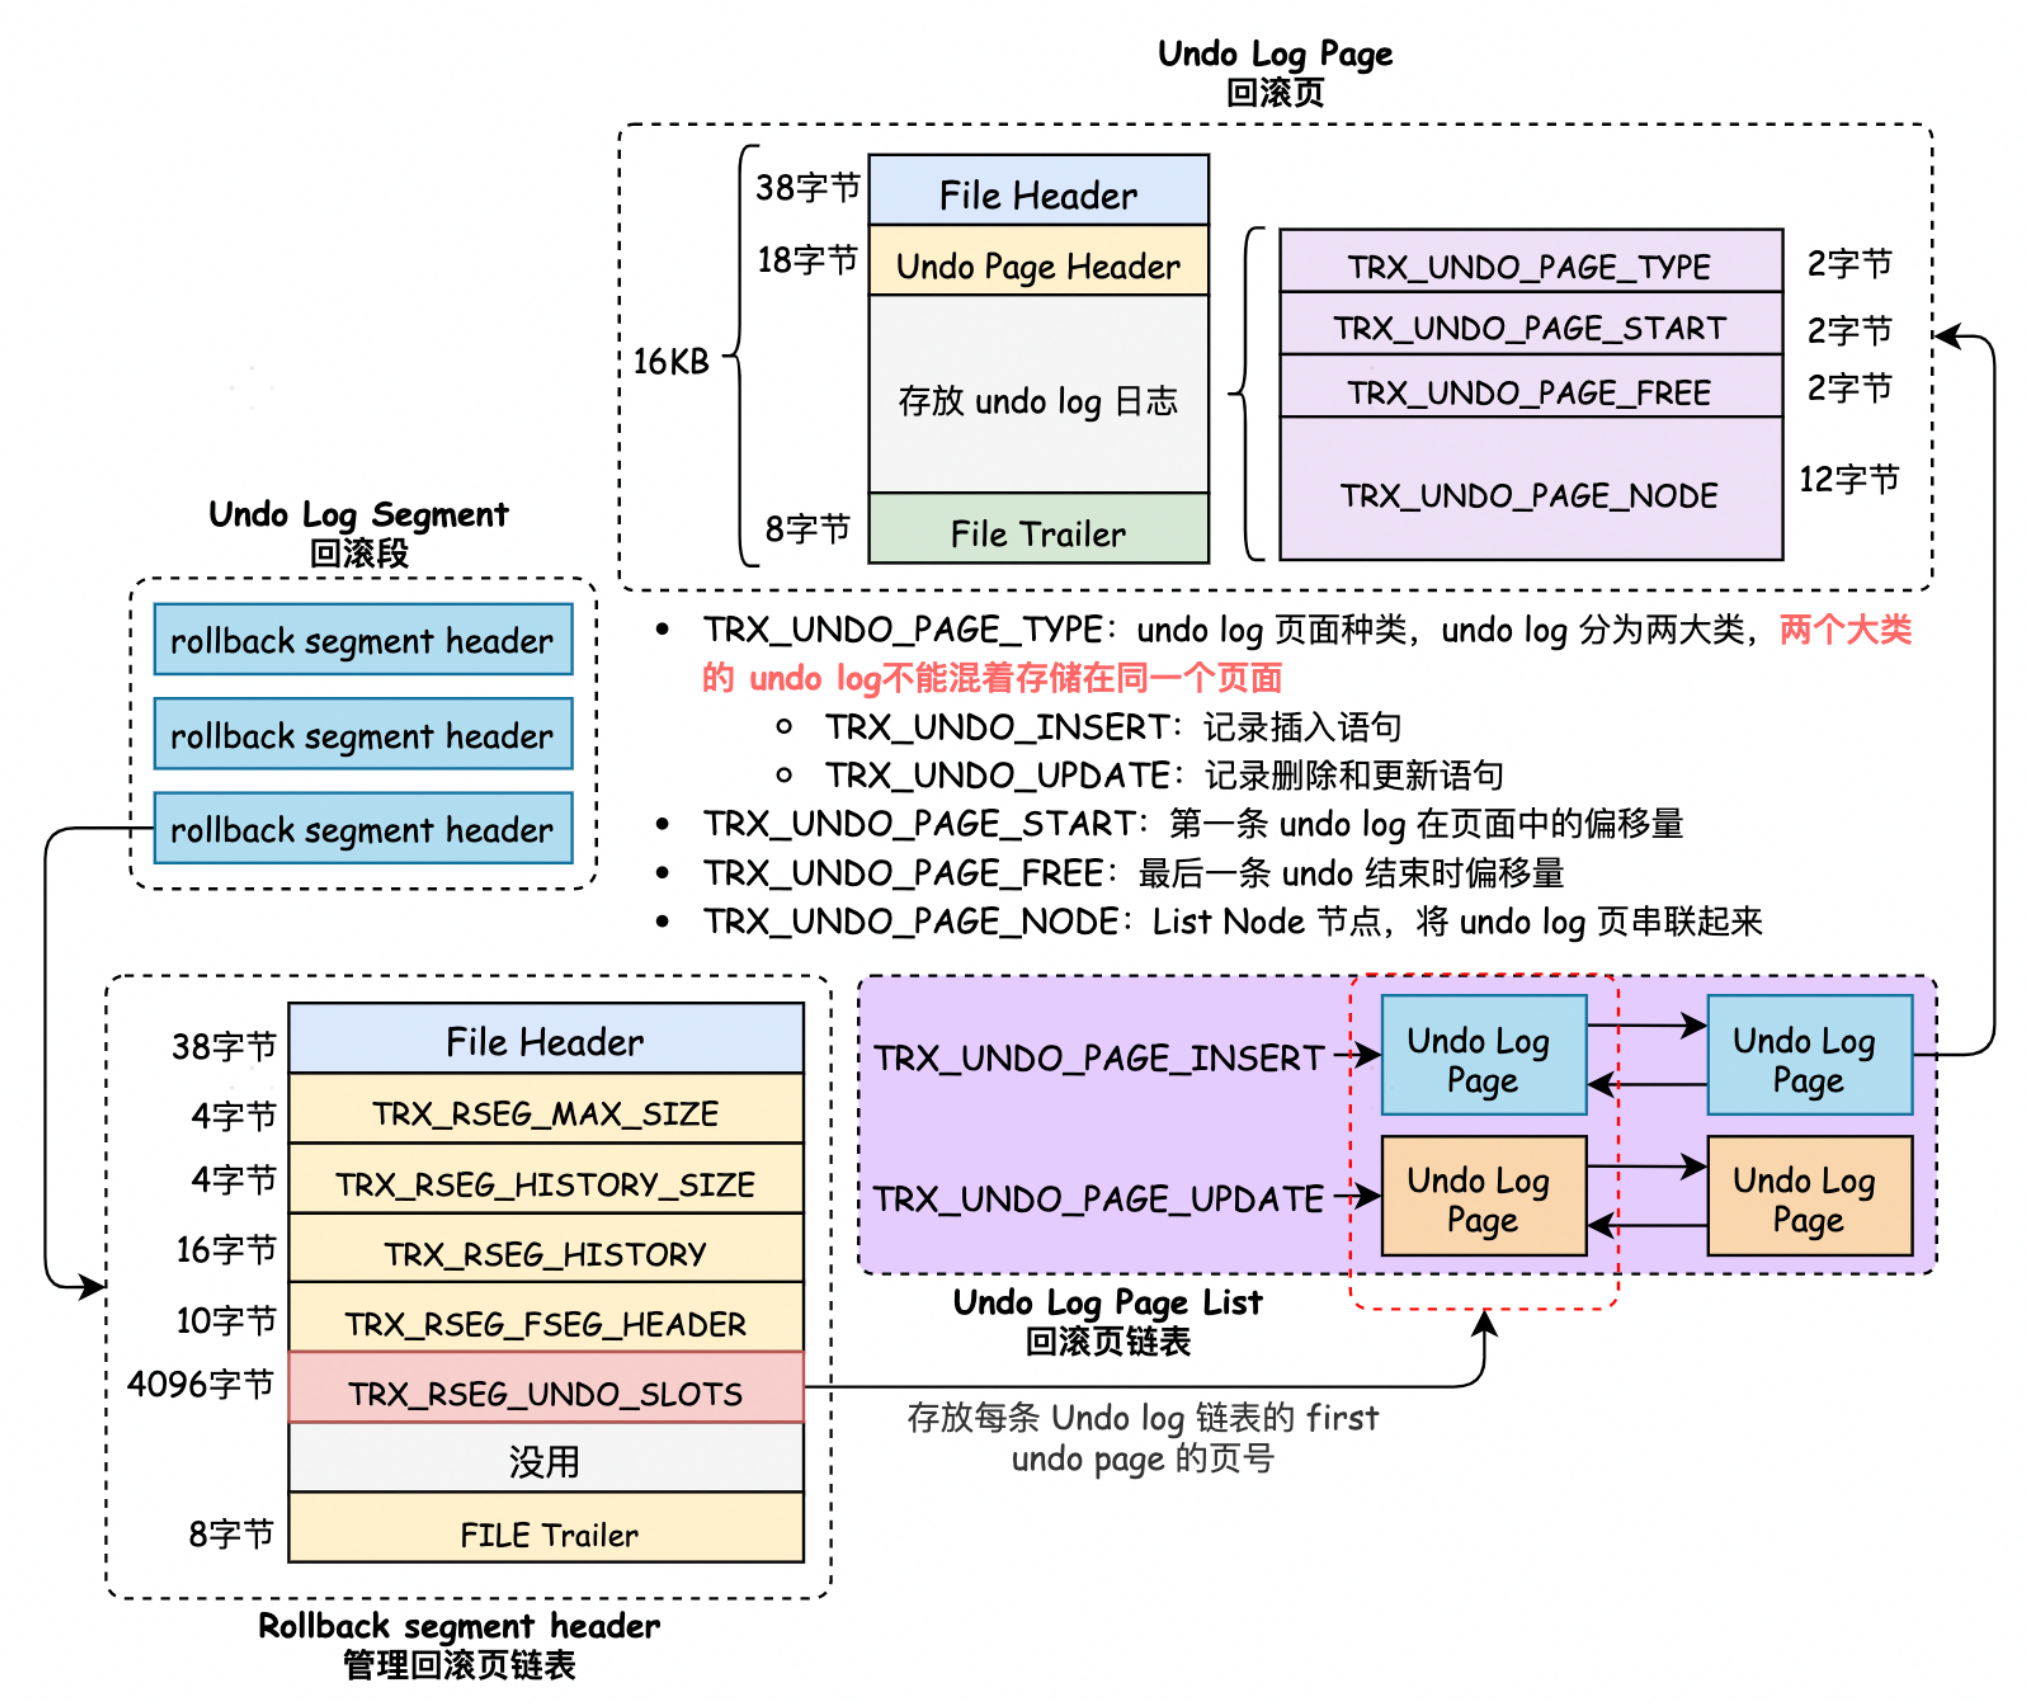 Undo Log Page
回滚页
16KB
38字节
File Header
18字节
Undo Page Header
存放 undo log 日志
8字节
File Trailer
TRX_UNDO_PAGE_TYPE
2字节
TRX_UNDO_PAGE_START
2字节
TRX_UNDO_PAGE_FREE
2字节
TRX_UNDO_PAGE_NODE
12字节
• TRX_UNDO_PAGE_TYPE：undo log 页面种类，undo log 分为两大类，两个大类
的 undo log不能混着存储在同一个页面
○ TRX_UNDO_INSERT：记录插入语句
○ TRX_UNDO_UPDATE：记录删除和更新语句
• TRX_UNDO_PAGE_START：第一条 undo log 在页面中的偏移量
• TRX_UNDO_PAGE_FREE：最后一条 undo 结束时偏移量
• TRX_UNDO_PAGE_NODE：List Node 节点，将 undo log 页串联起来
Undo Log Segment
回滚段
rollback segment header
rollback segment header
rollback segment header
38字节
File Header
4字节
TRX_RSEG_MAX_SIZE
4字节
TRX_RSEG_HISTORY_SIZE
16字节
TRX_RSEG_HISTORY
10字节
TRX_RSEG_FSEG_HEADER
4096字节
TRX_RSEG_UNDO_SLOTS
没用
8字节
FILE Trailer
Rollback segment header
管理回滚页链表
TRX_UNDO_PAGE_INSERT
Undo Log
Page
Undo Log
Page
TRX_UNDO_PAGE_UPDATE
Undo Log
Page
Undo Log
Page
Undo Log Page List
回滚页链表
存放每条 Undo log 链表的 first
undo page 的页号